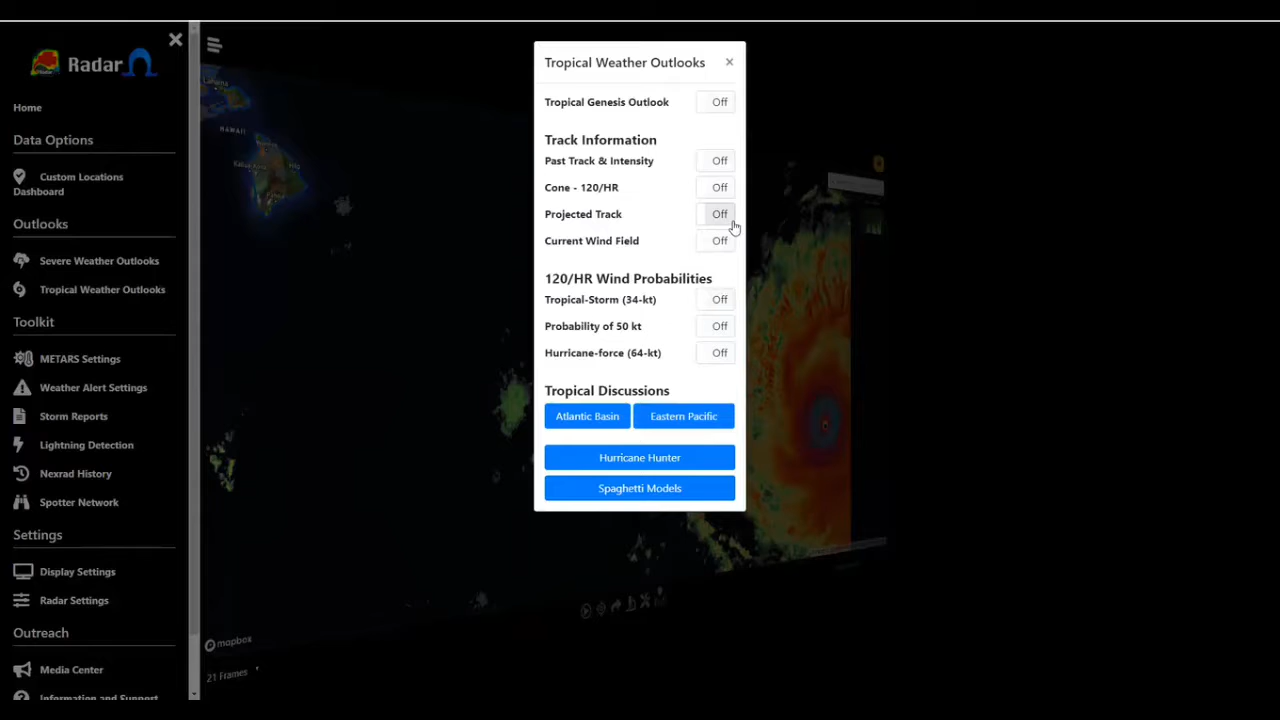 Radar
Home
Data Options
Custom Locations
Dashboard
Outlooks
Severe Weather Outlooks
Tropical Weather Outlooks
Toolkit
METARS Settings
Weather Alert Settings
Storm Reports
Lightning Detection
Nexrad History
Spotter Network
Settings
Display Settings
Radar Settings
Outreach
Media Center
Information and Support
HAWAII
mapbox
21 Frames
Tropical Weather Outlooks ×
Tropical Genesis Outlook Off
Track Information
Past Track & Intensity Off
Cone - 120/HR Off
Projected Track Off
Current Wind Field Off
120/HR Wind Probabilities
Tropical-Storm (34-kt) Off
Probability of 50 kt Off
Hurricane-force (64-kt) Off
Tropical Discussions
Atlantic Basin Eastern Pacific
Hurricane Hunter
Spaghetti Models